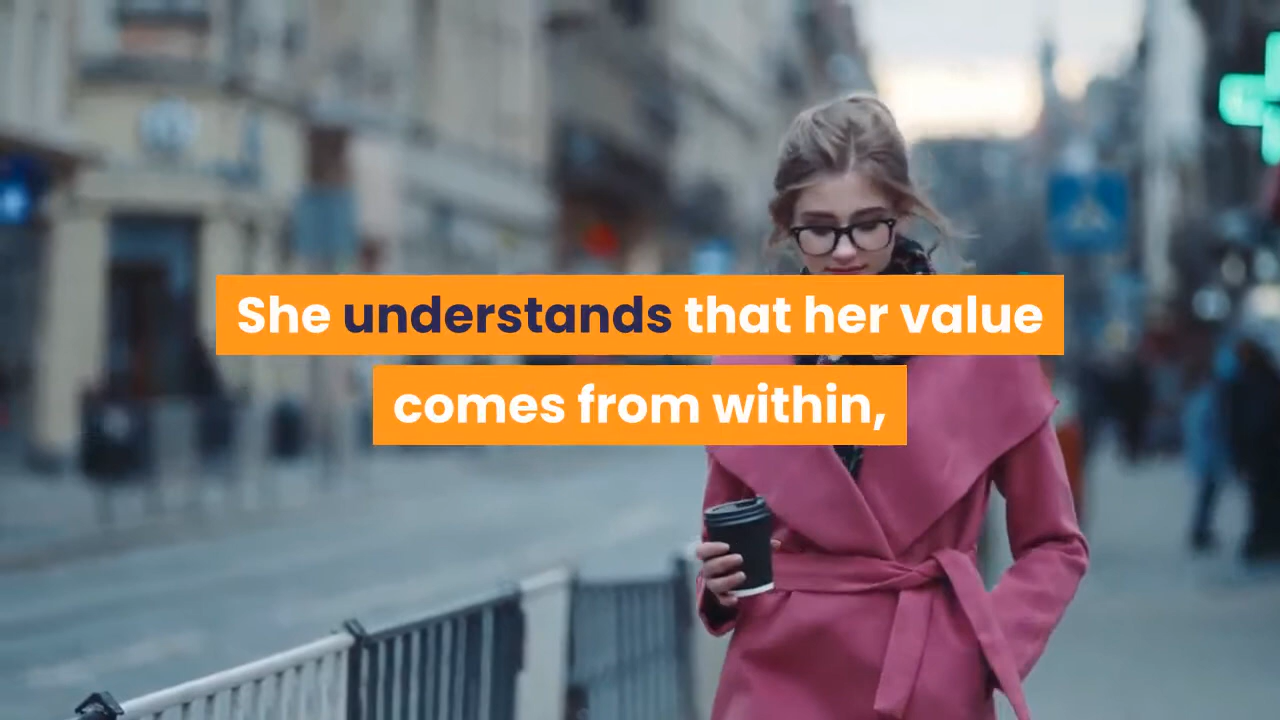 She understands that her value
comes from within,